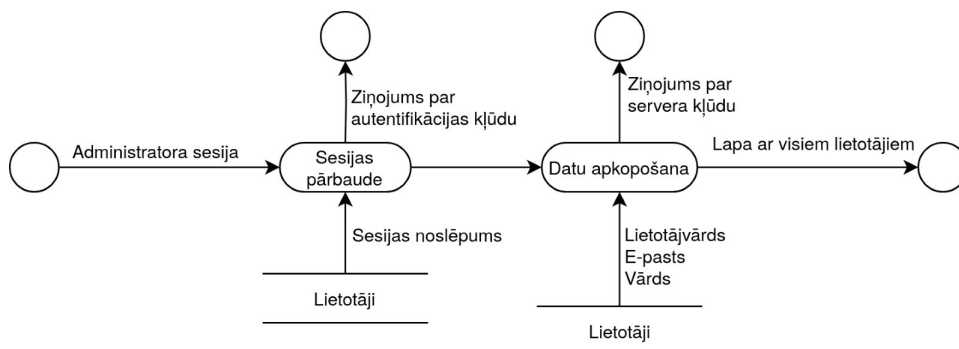 Ziņojums par
autentifikācijas kļūdu
Ziņojums par
servera kļūdu
Administratora sesija
Sesijas
pārbaude
Datu apkopošana
Lapa ar visiem lietotājiem
Sesijas noslēpums
Lietotājvārds
E-pasts
Vārds
Lietotāji
Lietotāji